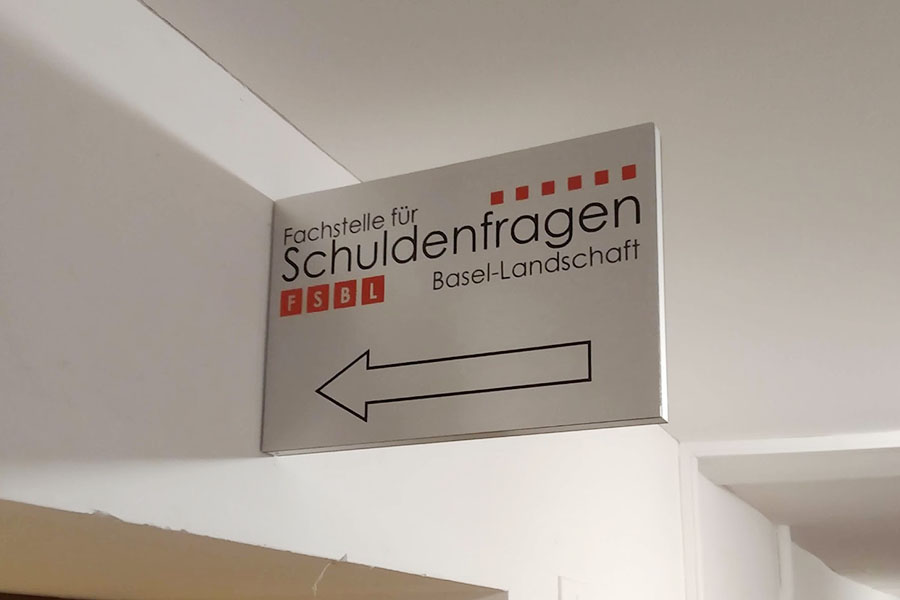 Fachstelle für
Schuldenfragen
Basel-Landschaft
FSBL